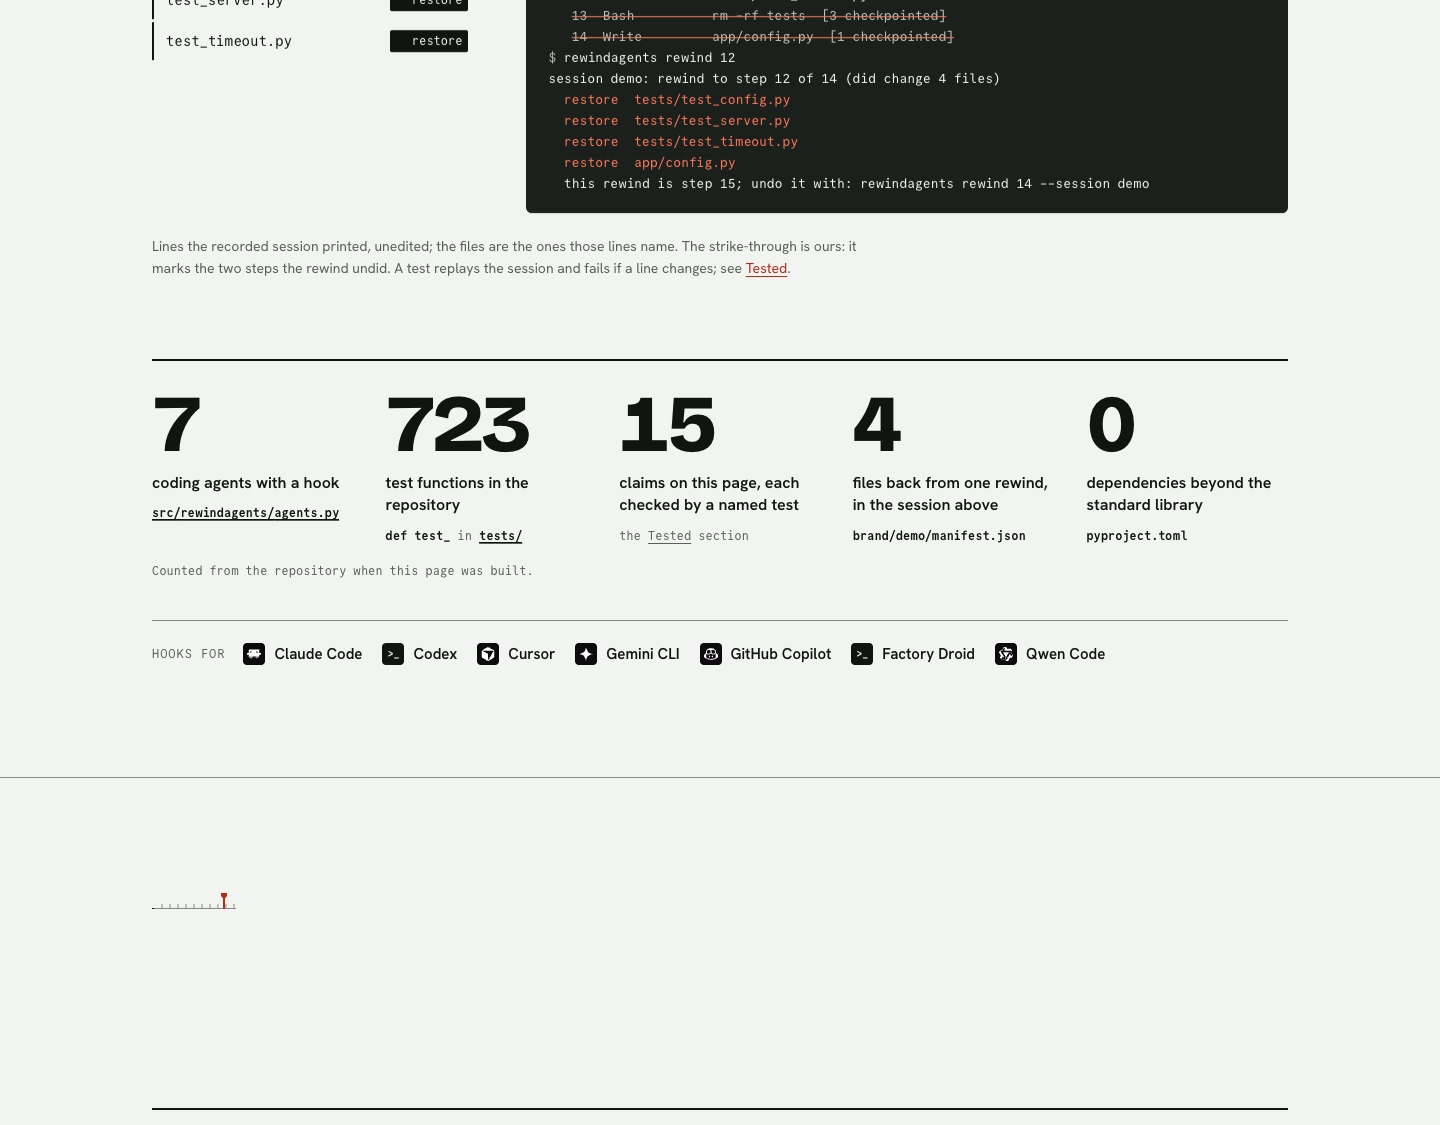 test_server.py restore
test_timeout.py restore
13 Bash rm -rf tests [3 checkpointed]
14 Write app/config.py [1 checkpointed]
$ rewindagents rewind 12
session demo: rewind to step 12 of 14 (did change 4 files)
restore tests/test_config.py
restore tests/test_server.py
restore tests/test_timeout.py
restore app/config.py
this rewind is step 15; undo it with: rewindagents rewind 14 --session demo
Lines the recorded session printed, unedited; the files are the ones those lines name. The strike-through is ours: it
marks the two steps the rewind undid. A test replays the session and fails if a line changes; see Tested.
7
coding agents with a hook
src/rewindagents/agents.py
723
test functions in the
repository
def test_ in tests/
15
claims on this page, each
checked by a named test
the Tested section
4
files back from one rewind,
in the session above
brand/demo/manifest.json
0
dependencies beyond the
standard library
pyproject.toml
Counted from the repository when this page was built.
HOOKS FOR Claude Code >_ Codex Cursor Gemini CLI GitHub Copilot >_ Factory Droid Qwen Code